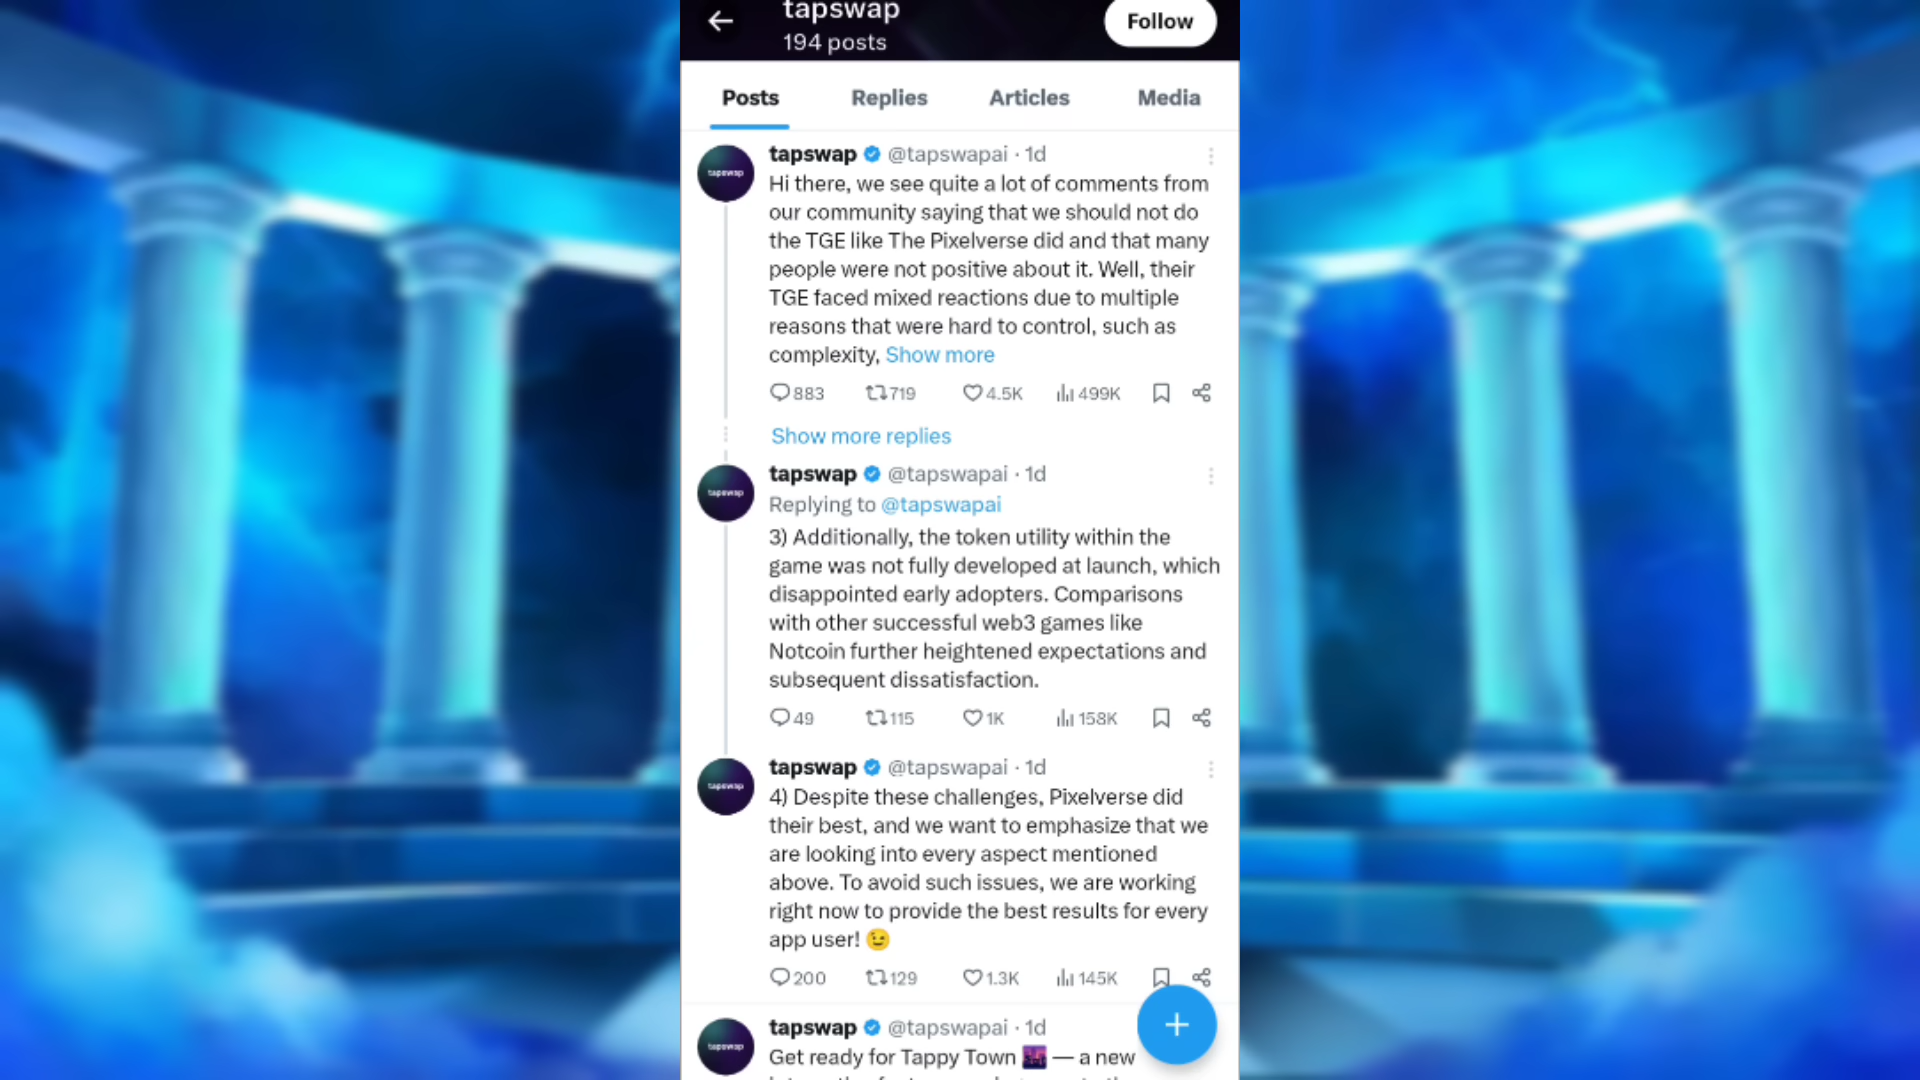 tapswap
194 posts
Follow
Posts Replies Articles Media
tapswap @tapswapai · 1d
Hi there, we see quite a lot of comments from
our community saying that we should not do
the TGE like The Pixelverse did and that many
people were not positive about it. Well, their
TGE faced mixed reactions due to multiple
reasons that were hard to control, such as
complexity, Show more
883 719 4.5K 499K
Show more replies
tapswap @tapswapai · 1d
Replying to @tapswapai
3) Additionally, the token utility within the
game was not fully developed at launch, which
disappointed early adopters. Comparisons
with other successful web3 games like
Notcoin further heightened expectations and
subsequent dissatisfaction.
49 115 1K 158K
tapswap @tapswapai · 1d
4) Despite these challenges, Pixelverse did
their best, and we want to emphasize that we
are looking into every aspect mentioned
above. To avoid such issues, we are working
right now to provide the best results for every
app user! 😉
200 129 1.3K 145K
tapswap @tapswapai · 1d
Get ready for Tappy Town 🌆 — a new